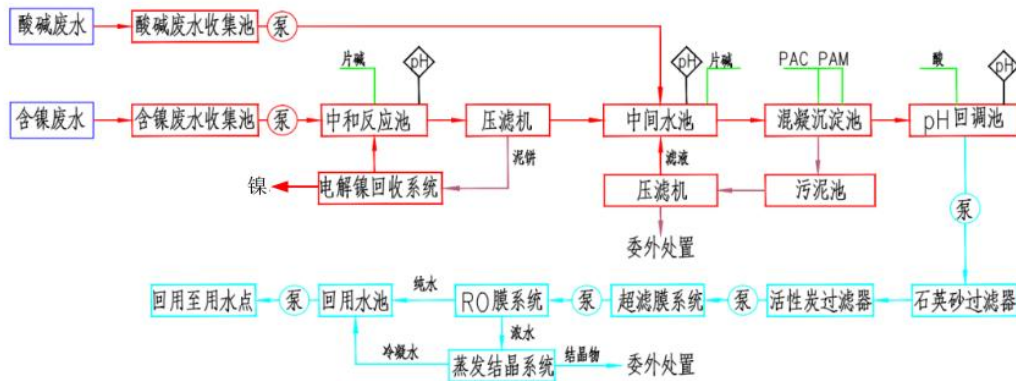 酸碱废水 酸碱废水收集池 泵
片碱 pH pH 片碱 PAC PAM 酸 pH
含镍废水 含镍废水收集池 泵 中和反应池 压滤机 中间水池 混凝沉淀池 pH回调池
泥饼 滤液
镍 电解镍回收系统 压滤机 污泥池
泵
委外处置
回用至用水点 泵 回用水池 纯水 RO膜系统 泵 超滤膜系统 泵 活性炭过滤器 石英砂过滤器
浓水
冷凝水 蒸发结晶系统 结晶物 委外处置